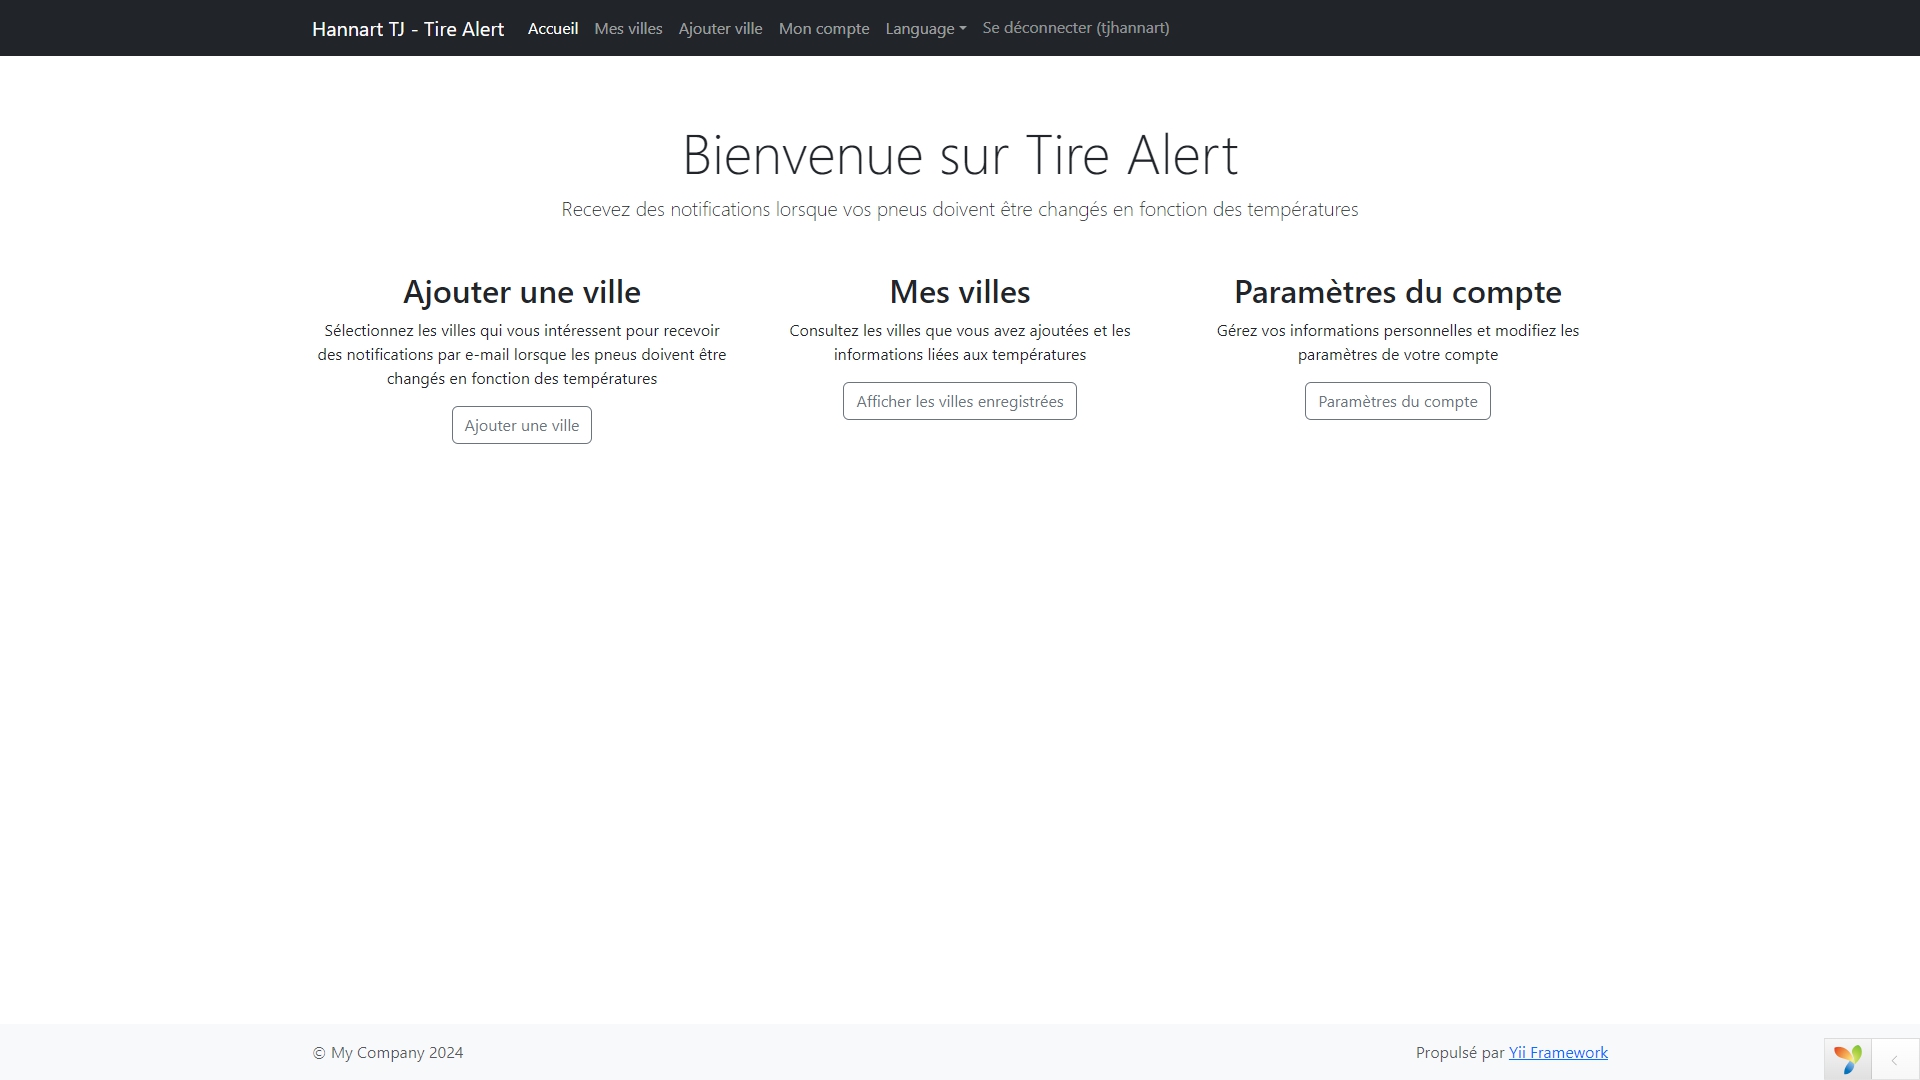 Hannart TJ - Tire Alert Accueil Mes villes Ajouter ville Mon compte Language Se déconnecter (tjhannart)
Bienvenue sur Tire Alert
Recevez des notifications lorsque vos pneus doivent être changés en fonction des températures
Ajouter une ville
Sélectionnez les villes qui vous intéressent pour recevoir
des notifications par e-mail lorsque les pneus doivent être
changés en fonction des températures
Ajouter une ville
Mes villes
Consultez les villes que vous avez ajoutées et les
informations liées aux températures
Afficher les villes enregistrées
Paramètres du compte
Gérez vos informations personnelles et modifiez les
paramètres de votre compte
Paramètres du compte
© My Company 2024
Propulsé par Yii Framework